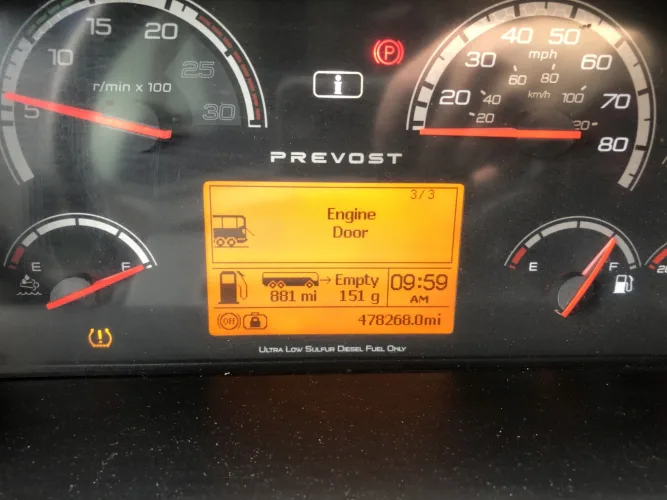 5
10
15
20
25
30
r/min x 100
P
i
20
30
40
50
60
70
80
mph
20
40
60
80
100
km/h
PREVOST
3/3
Engine
Door
E
F
→ Empty
881 mi
151 g
09:59
AM
Off
478268.0mi
E
F
ULTRA LOW SULFUR DIESEL FUEL ONLY